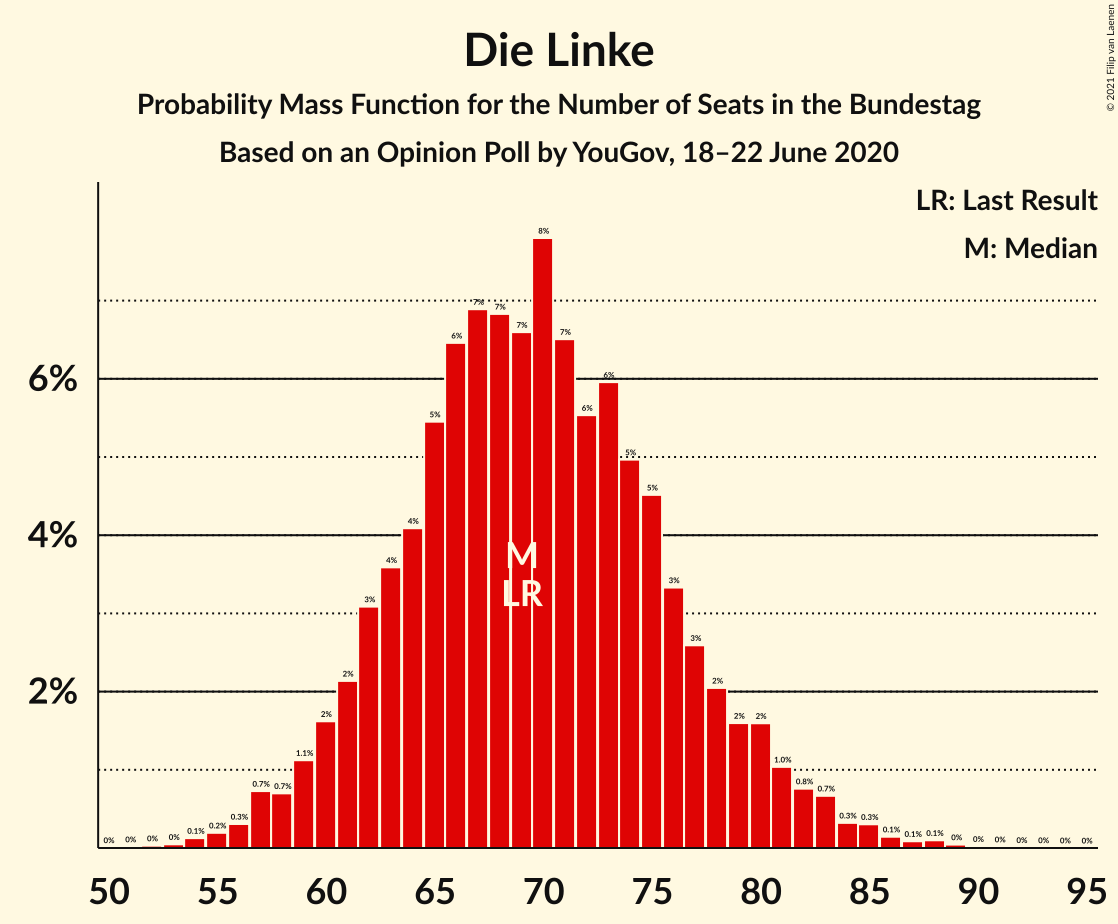 Die Linke
Probability Mass Function for the Number of Seats in the Bundestag
Based on an Opinion Poll by YouGov, 18–22 June 2020
© 2021 Filip van Laenen
LR: Last Result
M: Median
6%
4%
2%
0% 0% 0% 0% 0.1% 0.2% 0.3% 0.7% 0.7% 1.1% 2% 2% 3% 4% 4% 5% 6% 7% 7% 7% 8% 7% 6% 6% 5% 5% 3% 3% 2% 2% 2% 1.0% 0.8% 0.7% 0.3% 0.3% 0.1% 0.1% 0.1% 0% 0% 0% 0% 0% 0% 0%
M
LR
50 55 60 65 70 75 80 85 90 95